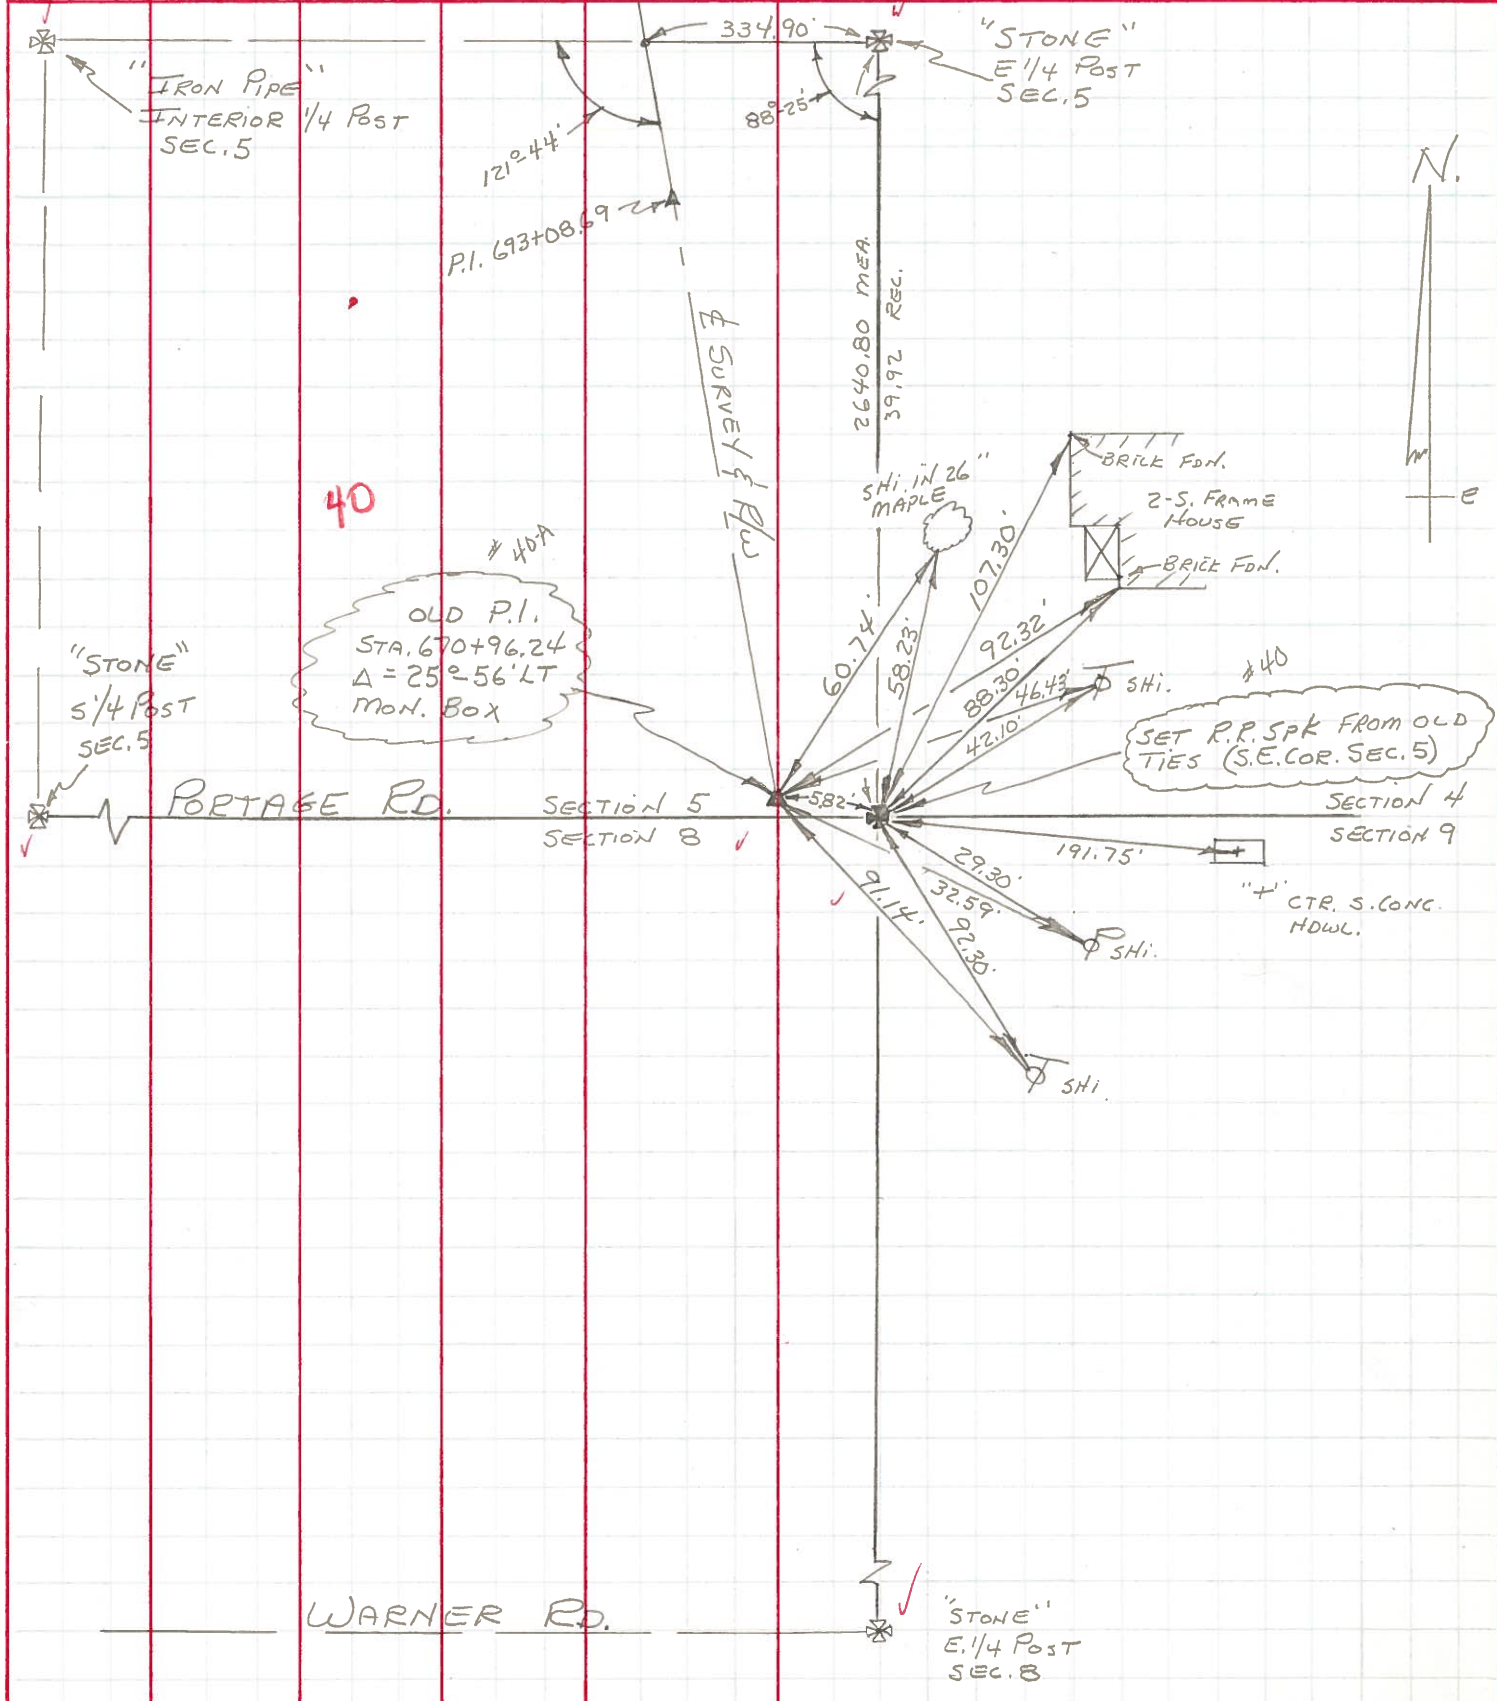 334.90'
"STONE"
E 1/4 POST
SEC. 5
"IRON PIPE"
INTERIOR 1/4 POST
SEC. 5
88°-25'
121°-44'
P.I. 693+08.69
N.
E
2640.80 MEA.
39.92 REC.
℄ SURVEY & R/W
40
SHi. IN 26"
MAPLE
BRICK FDN.
2-S. FRAME
HOUSE
BRICK FDN.
107.30'
# 40-A
OLD P.I.
STA. 670+96.24
Δ = 25°-56' LT
MON. BOX
60.74'
58.23'
92.32'
88.30'
46.43'
42.10'
SHi.
#40
SET R.R. SPK FROM OLD
TIES (S.E. COR. SEC. 5)
"STONE"
S 1/4 POST
SEC. 5
PORTAGE RD.
SECTION 5
SECTION 8
5.82'
SECTION 4
SECTION 9
191.75'
"+" CTR. S. CONC.
HDWL.
29.30'
32.59'
91.14'
92.30'
SHi.
SHi.
WARNER RD.
"STONE"
E. 1/4 POST
SEC. 8